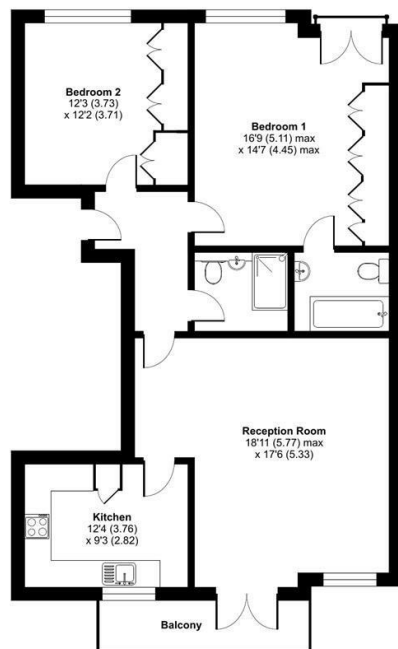 Bedroom 2
12'3 (3.73)
x 12'2 (3.71)
Bedroom 1
16'9 (5.11) max
x 14'7 (4.45) max
Reception Room
18'11 (5.77) max
x 17'6 (5.33)
Kitchen
12'4 (3.76)
x 9'3 (2.82)
Balcony